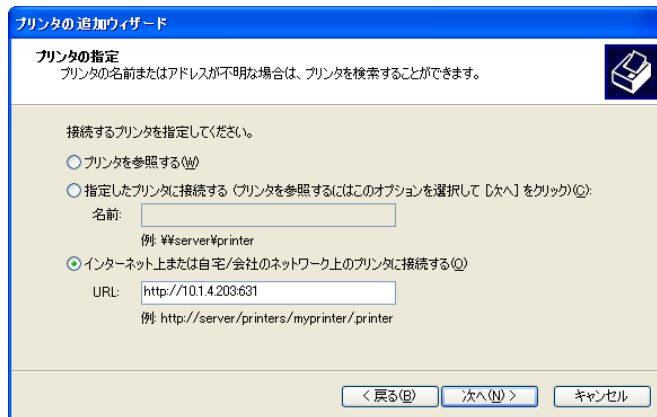 プリンタの追加ウィザード
プリンタの指定
プリンタの名前またはアドレスが不明な場合は、プリンタを検索することができます。
接続するプリンタを指定してください。
プリンタを参照する(W)
指定したプリンタに接続する (プリンタを参照するにはこのオプションを選択して [次へ] をクリック)(C):
名前:
例: ¥¥server¥printer
インターネット上または自宅/会社のネットワーク上のプリンタに接続する(O)
URL: http://10.1.4.203:631
例: http://server/printers/myprinter/.printer
< 戻る(B) 次へ(N) > キャンセル